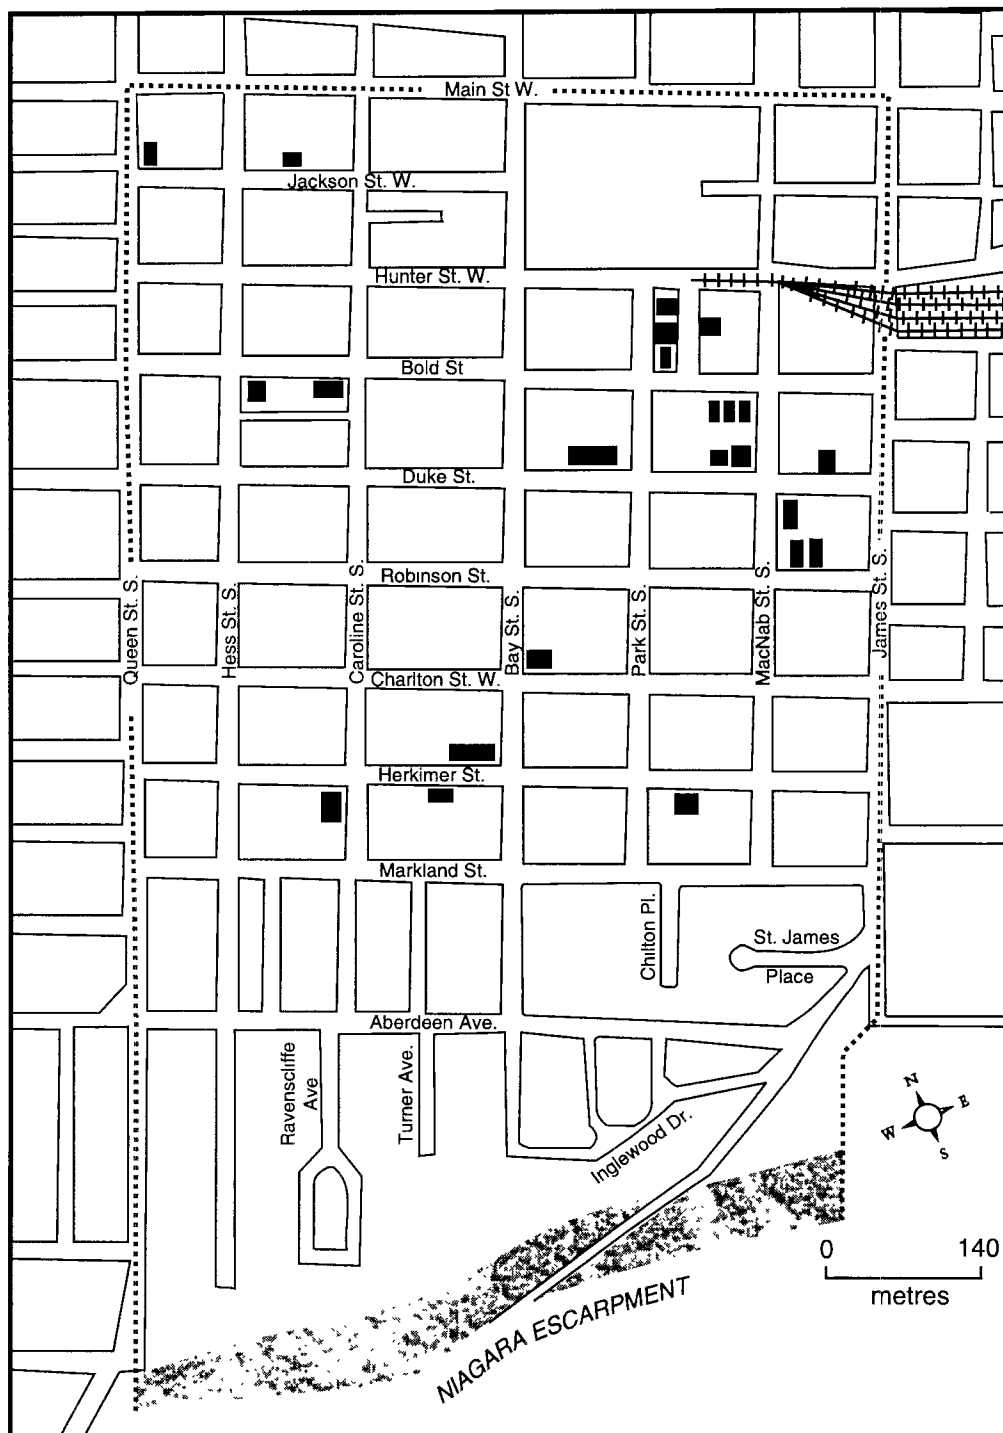 Main St W.
Jackson St. W.
Hunter St. W.
Bold St
Duke St.
Robinson St.
Queen St. S.
Hess St. S.
Caroline St. S.
Bay St. S.
Park St. S.
MacNab St. S.
James St. S.
Charlton St. W.
Herkimer St.
Markland St.
Chilton Pl.
St. James
Place
Aberdeen Ave.
Ravenscliffe
Ave
Turner Ave.
Inglewood Dr.
N
E
W
S
0 140
metres
NIAGARA ESCARPMENT